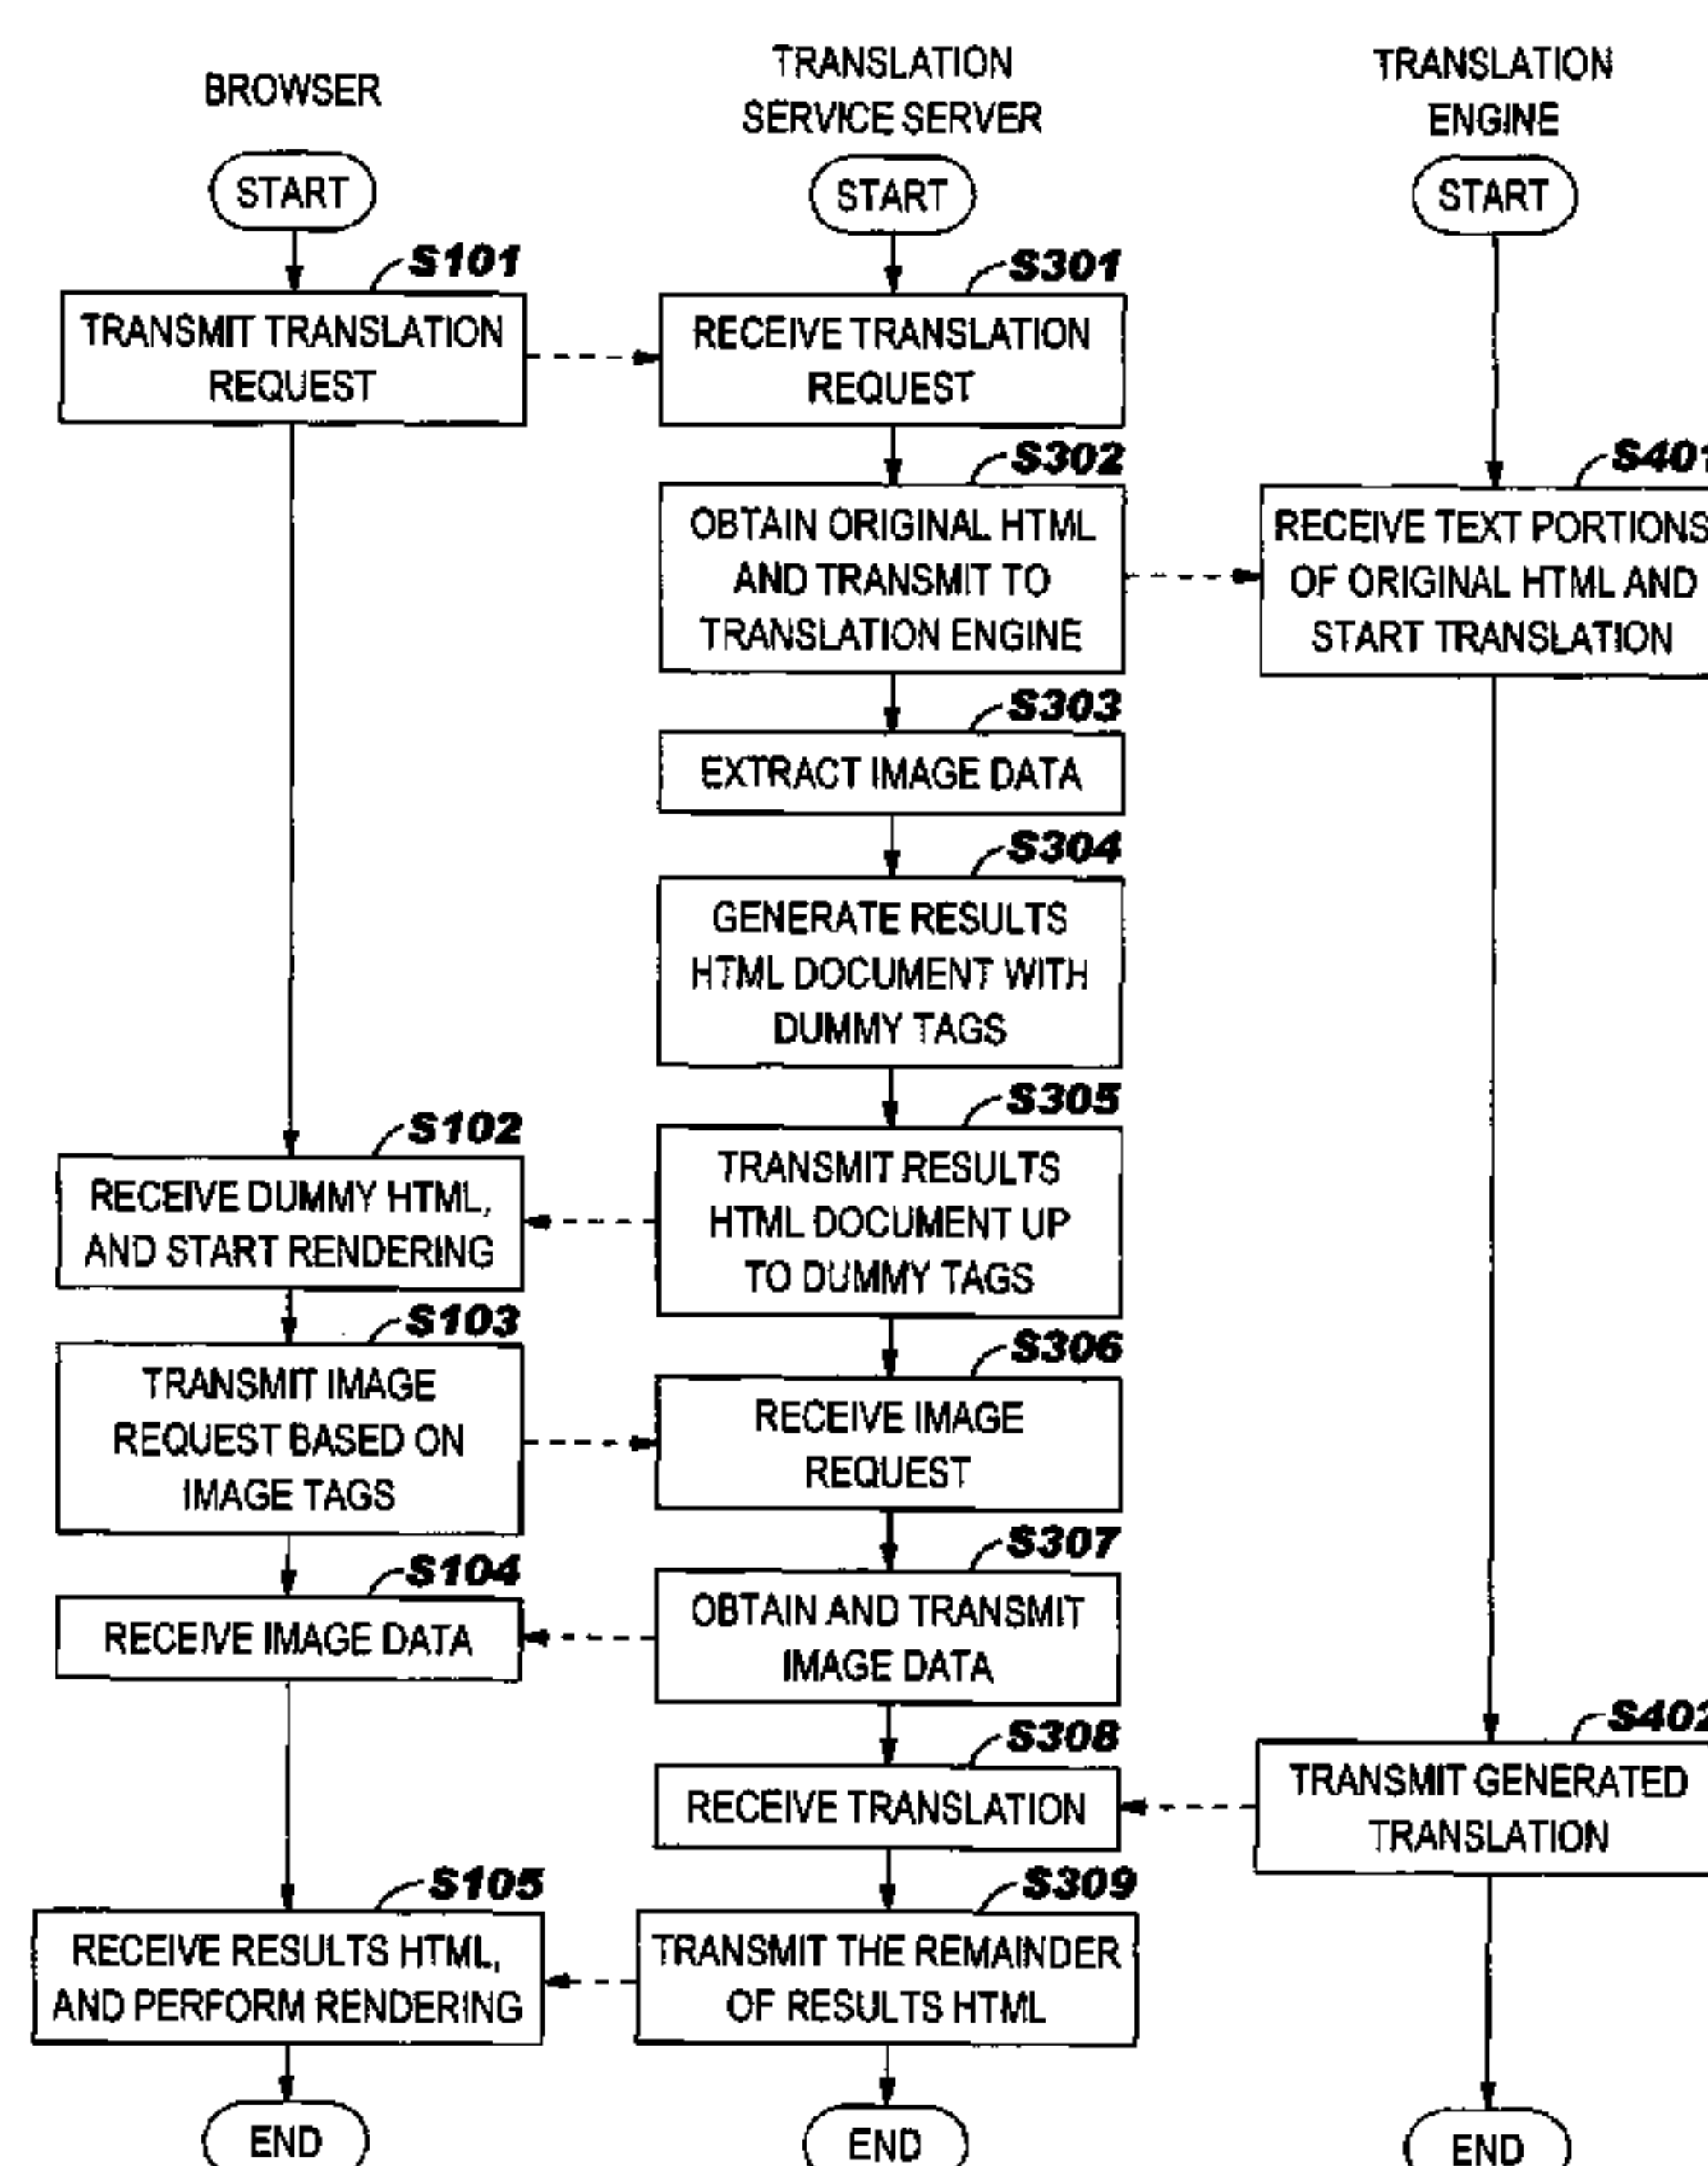 BROWSER
START
S101
TRANSMIT TRANSLATION
REQUEST
S102
RECEIVE DUMMY HTML,
AND START RENDERING
S103
TRANSMIT IMAGE
REQUEST BASED ON
IMAGE TAGS
S104
RECEIVE IMAGE DATA
S105
RECEIVE RESULTS HTML,
AND PERFORM RENDERING
END
TRANSLATION
SERVICE SERVER
START
S301
RECEIVE TRANSLATION
REQUEST
S302
OBTAIN ORIGINAL HTML
AND TRANSMIT TO
TRANSLATION ENGINE
S303
EXTRACT IMAGE DATA
S304
GENERATE RESULTS
HTML DOCUMENT WITH
DUMMY TAGS
S305
TRANSMIT RESULTS
HTML DOCUMENT UP
TO DUMMY TAGS
S306
RECEIVE IMAGE
REQUEST
S307
OBTAIN AND TRANSMIT
IMAGE DATA
S308
RECEIVE TRANSLATION
S309
TRANSMIT THE REMAINDER
OF RESULTS HTML
END
TRANSLATION
ENGINE
START
S401
RECEIVE TEXT PORTIONS
OF ORIGINAL HTML AND
START TRANSLATION
S402
TRANSMIT GENERATED
TRANSLATION
END